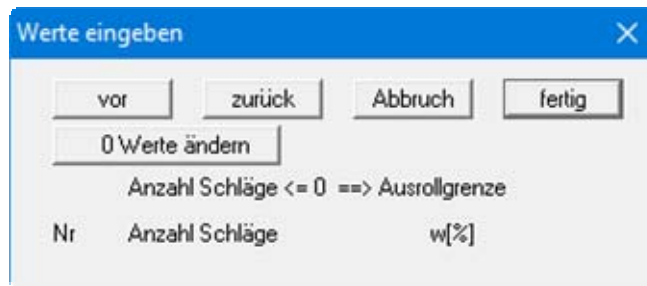 Werte eingeben
vor zurück Abbruch fertig
0 Werte ändern
Anzahl Schläge <= 0 ==> Ausrollgrenze
Nr Anzahl Schläge w[%]